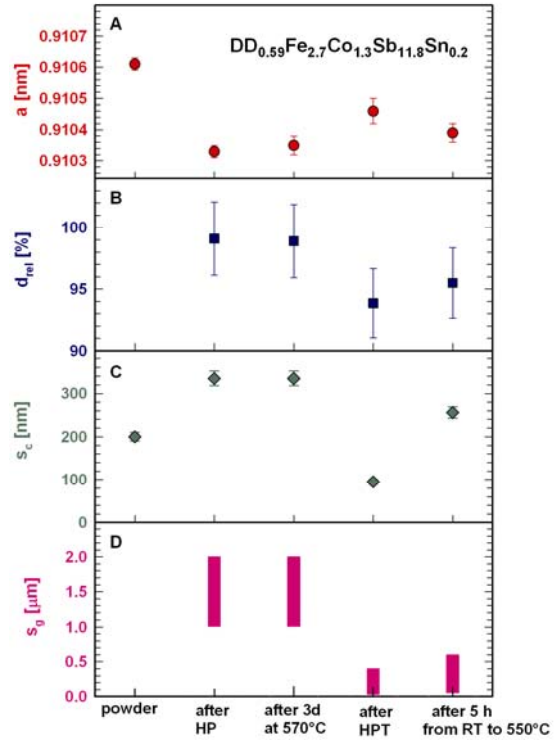 A
DD0.59Fe2.7Co1.3Sb11.8Sn0.2
0.9107
0.9106
0.9105
0.9104
0.9103
a [nm]
B
100
95
90
drel [%]
C
300
200
100
0
sc [nm]
D
2.0
1.5
1.0
0.5
0.0
sg [μm]
powder
after
HP
after 3d
at 570°C
after
HPT
after 5 h
from RT to 550°C